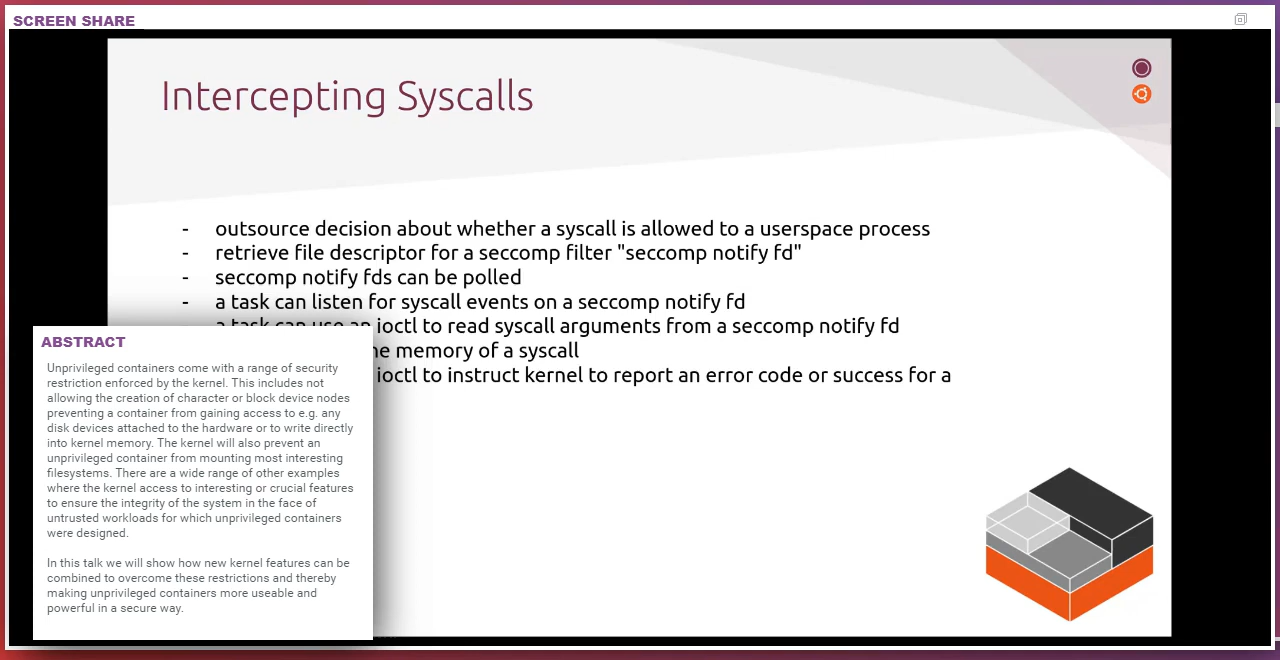 SCREEN SHARE
Intercepting Syscalls
- outsource decision about whether a syscall is allowed to a userspace process
- retrieve file descriptor for a seccomp filter "seccomp notify fd"
- seccomp notify fds can be polled
- a task can listen for syscall events on a seccomp notify fd
- a task can use an ioctl to read syscall arguments from a seccomp notify fd
memory of a syscall
ioctl to instruct kernel to report an error code or success for a
ABSTRACT
Unprivileged containers come with a range of security
restriction enforced by the kernel. This includes not
allowing the creation of character or block device nodes
preventing a container from gaining access to e.g. any
disk devices attached to the hardware or to write directly
into kernel memory. The kernel will also prevent an
unprivileged container from mounting most interesting
filesystems. There are a wide range of other examples
where the kernel access to interesting or crucial features
to ensure the integrity of the system in the face of
untrusted workloads for which unprivileged containers
were designed.
In this talk we will show how new kernel features can be
combined to overcome these restrictions and thereby
making unprivileged containers more useable and
powerful in a secure way.